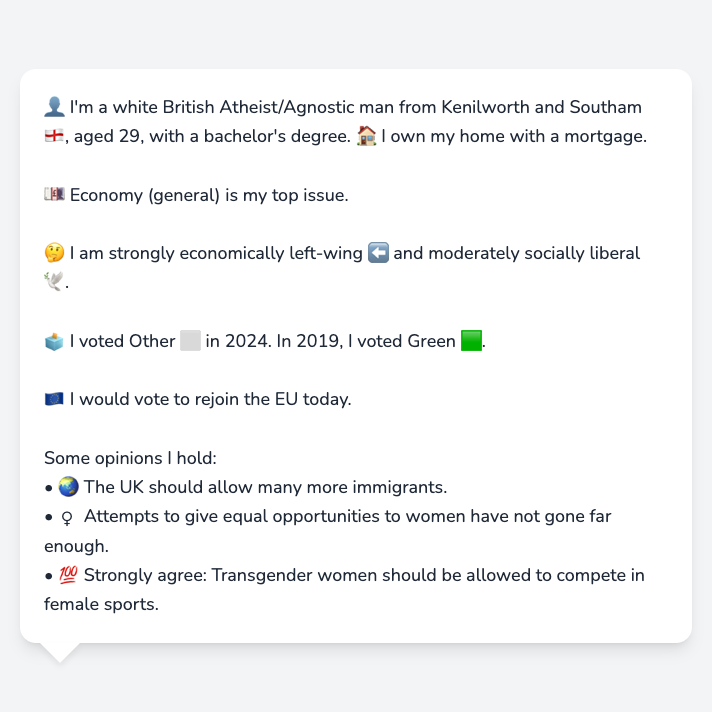 👤 I'm a white British Atheist/Agnostic man from Kenilworth and Southam
🏴󠁧󠁢󠁥󠁮󠁧󠁿, aged 29, with a bachelor's degree. 🏠 I own my home with a mortgage.
💷 Economy (general) is my top issue.
🤔 I am strongly economically left-wing ⬅️ and moderately socially liberal
🕊️.
🗳️ I voted Other ⬜ in 2024. In 2019, I voted Green 🟩.
🇪🇺 I would vote to rejoin the EU today.
Some opinions I hold:
• 🌏 The UK should allow many more immigrants.
• ♀ Attempts to give equal opportunities to women have not gone far
enough.
• 💯 Strongly agree: Transgender women should be allowed to compete in
female sports.